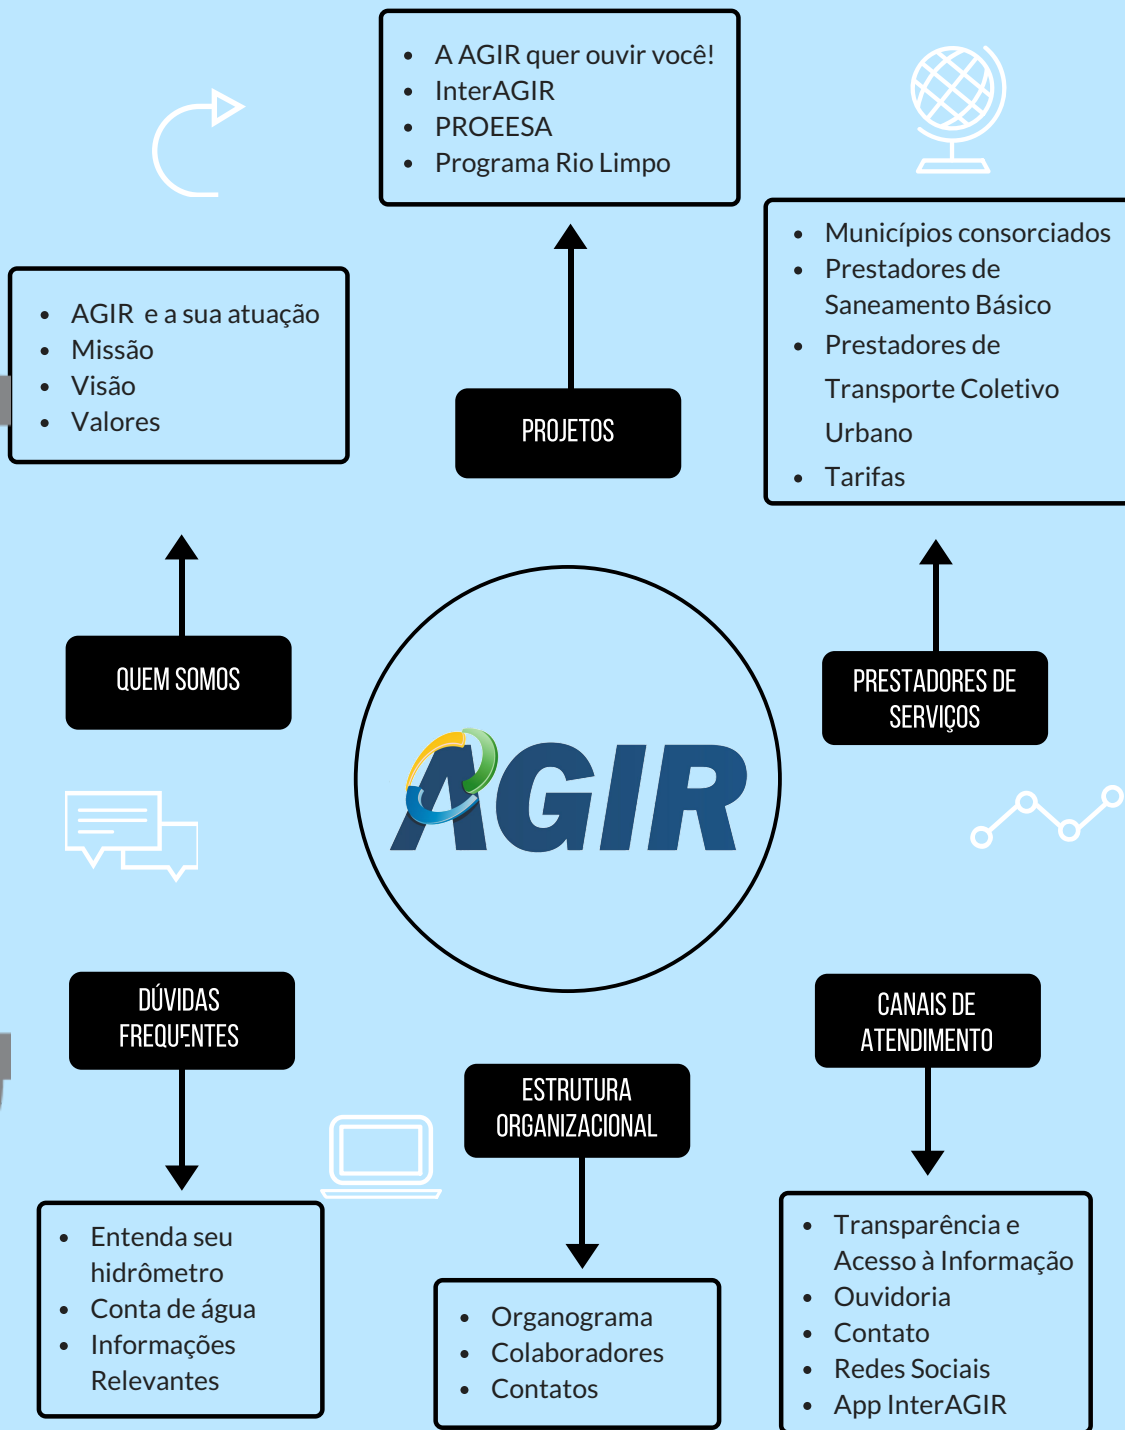 A AGIR quer ouvir você!
InterAGIR
PROEESA
Programa Rio Limpo
PROJETOS
AGIR e a sua atuação
Missão
Visão
Valores
QUEM SOMOS
Municípios consorciados
Prestadores de
Saneamento Básico
Prestadores de
Transporte Coletivo
Urbano
Tarifas
PRESTADORES DE
SERVIÇOS
AGIR
DÚVIDAS
FREQUENTES
Entenda seu
hidrômetro
Conta de água
Informações
Relevantes
ESTRUTURA
ORGANIZACIONAL
Organograma
Colaboradores
Contatos
CANAIS DE
ATENDIMENTO
Transparência e
Acesso à Informação
Ouvidoria
Contato
Redes Sociais
App InterAGIR